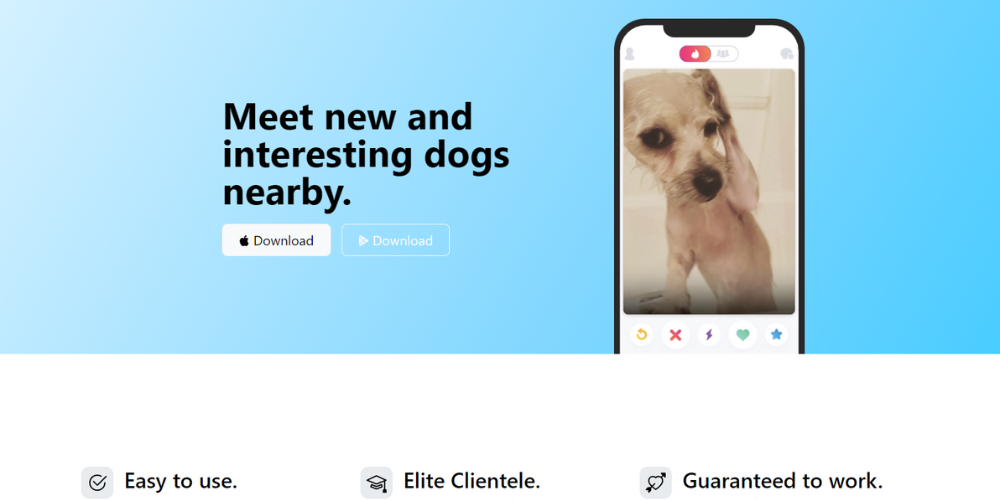 Meet new and
interesting dogs
nearby.
Download
Download
Easy to use.
Elite Clientele.
Guaranteed to work.